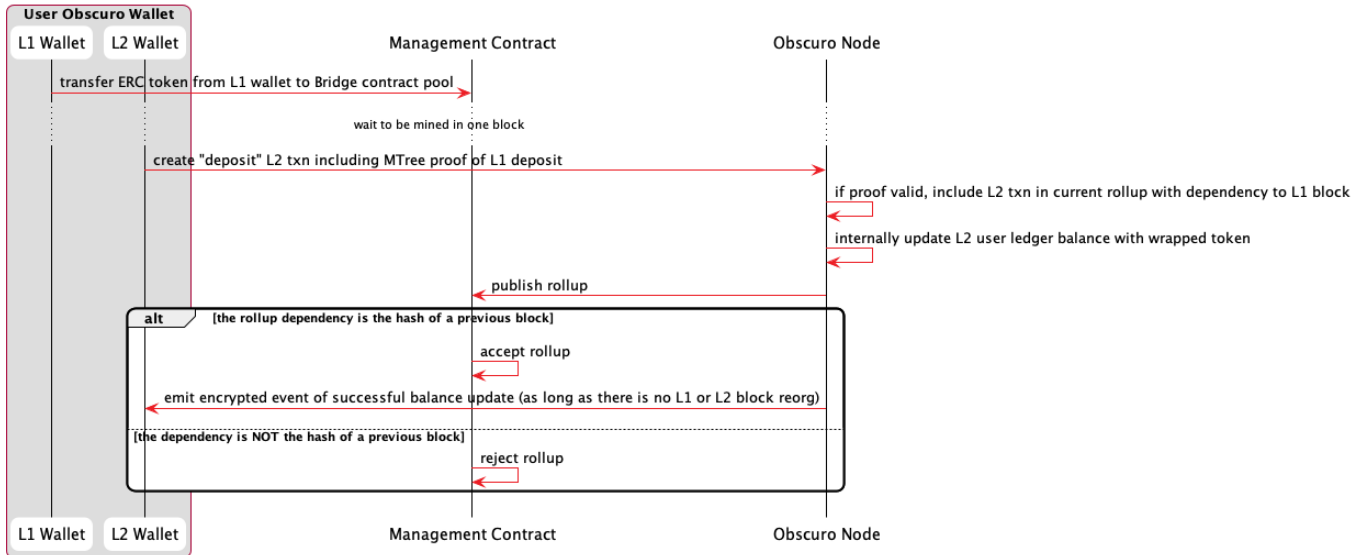 User Obscuro Wallet
L1 Wallet L2 Wallet Management Contract Obscuro Node
transfer ERC token from L1 wallet to Bridge contract pool
wait to be mined in one block
create "deposit" L2 txn including MTree proof of L1 deposit
if proof valid, include L2 txn in current rollup with dependency to L1 block
internally update L2 user ledger balance with wrapped token
publish rollup
alt [the rollup dependency is the hash of a previous block]
accept rollup
emit encrypted event of successful balance update (as long as there is no L1 or L2 block reorg)
[the dependency is NOT the hash of a previous block]
reject rollup
L1 Wallet L2 Wallet Management Contract Obscuro Node